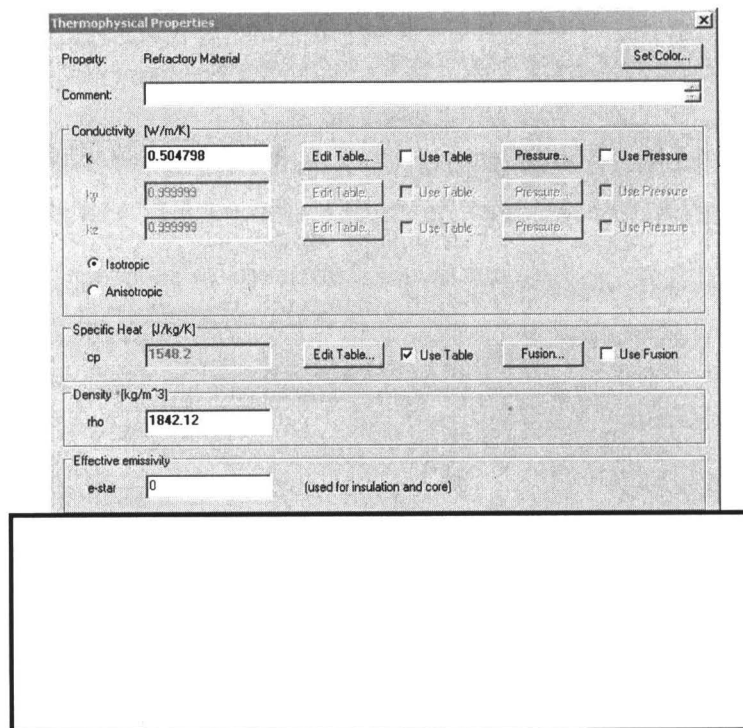 Thermophysical Properties
Property: Refractory Material Set Color...
Comment:
Conductivity [W/m/K]
k 0.504798 Edit Table... Use Table Pressure... Use Pressure
ky 0.999999 Edit Table... Use Table Pressure... Use Pressure
kz 0.999999 Edit Table... Use Table Pressure... Use Pressure
Isotropic
Anisotropic
Specific Heat [J/kg/K]
cp 1548.2 Edit Table... Use Table Fusion... Use Fusion
Density [kg/m^3]
rho 1842.12
Effective emissivity
e-star 0 (used for insulation and core)